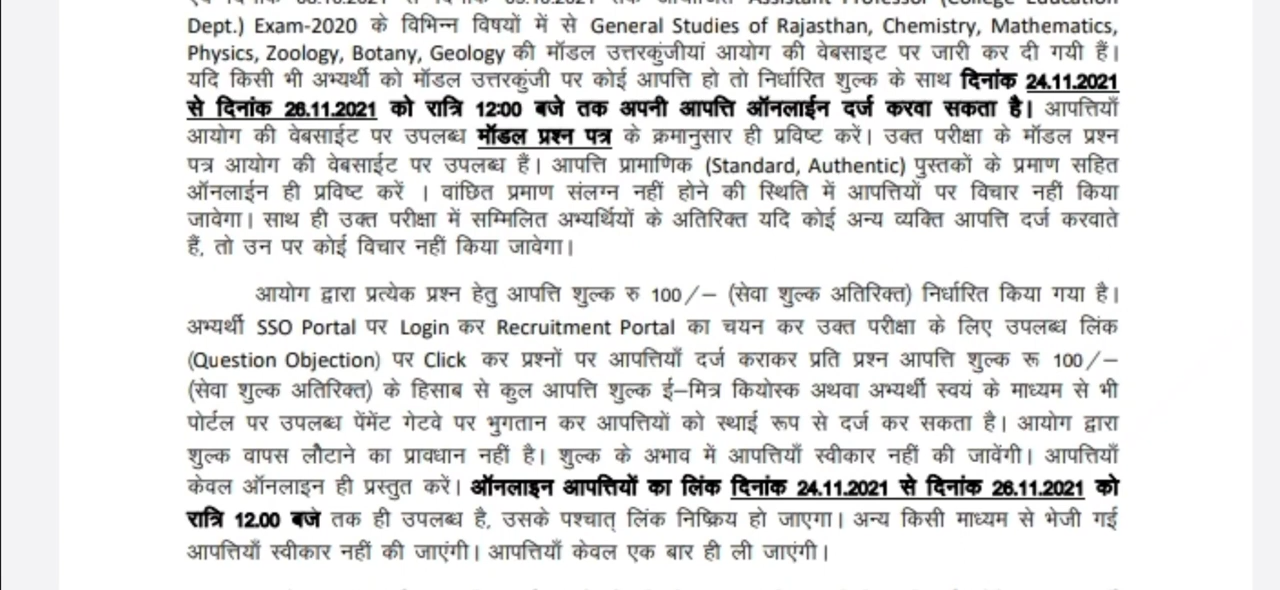 Assistant Professor (College Education
Dept.) Exam-2020 के विभिन्न विषयों में से General Studies of Rajasthan, Chemistry, Mathematics,
Physics, Zoology, Botany, Geology की मॉडल उत्तरकुंजीयां आयोग की वेबसाइट पर जारी कर दी गयी हैं।
यदि किसी भी अभ्यर्थी को मॉडल उत्तरकुंजी पर कोई आपत्ति हो तो निर्धारित शुल्क के साथ दिनांक 24.11.2021
से दिनांक 26.11.2021 को रात्रि 12:00 बजे तक अपनी आपत्ति ऑनलाईन दर्ज करवा सकता है। आपत्तियाँ
आयोग की वेबसाईट पर उपलब्ध मॉडल प्रश्न पत्र के क्रमानुसार ही प्रविष्ट करें। उक्त परीक्षा के मॉडल प्रश्न
पत्र आयोग की वेबसाईट पर उपलब्ध हैं। आपत्ति प्रामाणिक (Standard, Authentic) पुस्तकों के प्रमाण सहित
ऑनलाईन ही प्रविष्ट करें । वांछित प्रमाण संलग्न नहीं होने की स्थिति में आपत्तियों पर विचार नहीं किया
जावेगा। साथ ही उक्त परीक्षा में सम्मिलित अभ्यर्थियों के अतिरिक्त यदि कोई अन्य व्यक्ति आपत्ति दर्ज करवाते
हैं, तो उन पर कोई विचार नहीं किया जावेगा।
आयोग द्वारा प्रत्येक प्रश्न हेतु आपत्ति शुल्क रु 100/– (सेवा शुल्क अतिरिक्त) निर्धारित किया गया है।
अभ्यर्थी SSO Portal पर Login कर Recruitment Portal का चयन कर उक्त परीक्षा के लिए उपलब्ध लिंक
(Question Objection) पर Click कर प्रश्नों पर आपत्तियाँ दर्ज कराकर प्रति प्रश्न आपत्ति शुल्क रू 100/–
(सेवा शुल्क अतिरिक्त) के हिसाब से कुल आपत्ति शुल्क ई–मित्र कियोस्क अथवा अभ्यर्थी स्वयं के माध्यम से भी
पोर्टल पर उपलब्ध पेंमेंट गेटवे पर भुगतान कर आपत्तियों को स्थाई रूप से दर्ज कर सकता है। आयोग द्वारा
शुल्क वापस लौटाने का प्रावधान नहीं है। शुल्क के अभाव में आपत्तियाँ स्वीकार नहीं की जावेंगी। आपत्तियाँ
केवल ऑनलाइन ही प्रस्तुत करें। ऑनलाइन आपत्तियों का लिंक दिनांक 24.11.2021 से दिनांक 26.11.2021 को
रात्रि 12.00 बजे तक ही उपलब्ध है, उसके पश्चात् लिंक निष्क्रिय हो जाएगा। अन्य किसी माध्यम से भेजी गई
आपत्तियाँ स्वीकार नहीं की जाएंगी। आपत्तियाँ केवल एक बार ही ली जाएंगी।